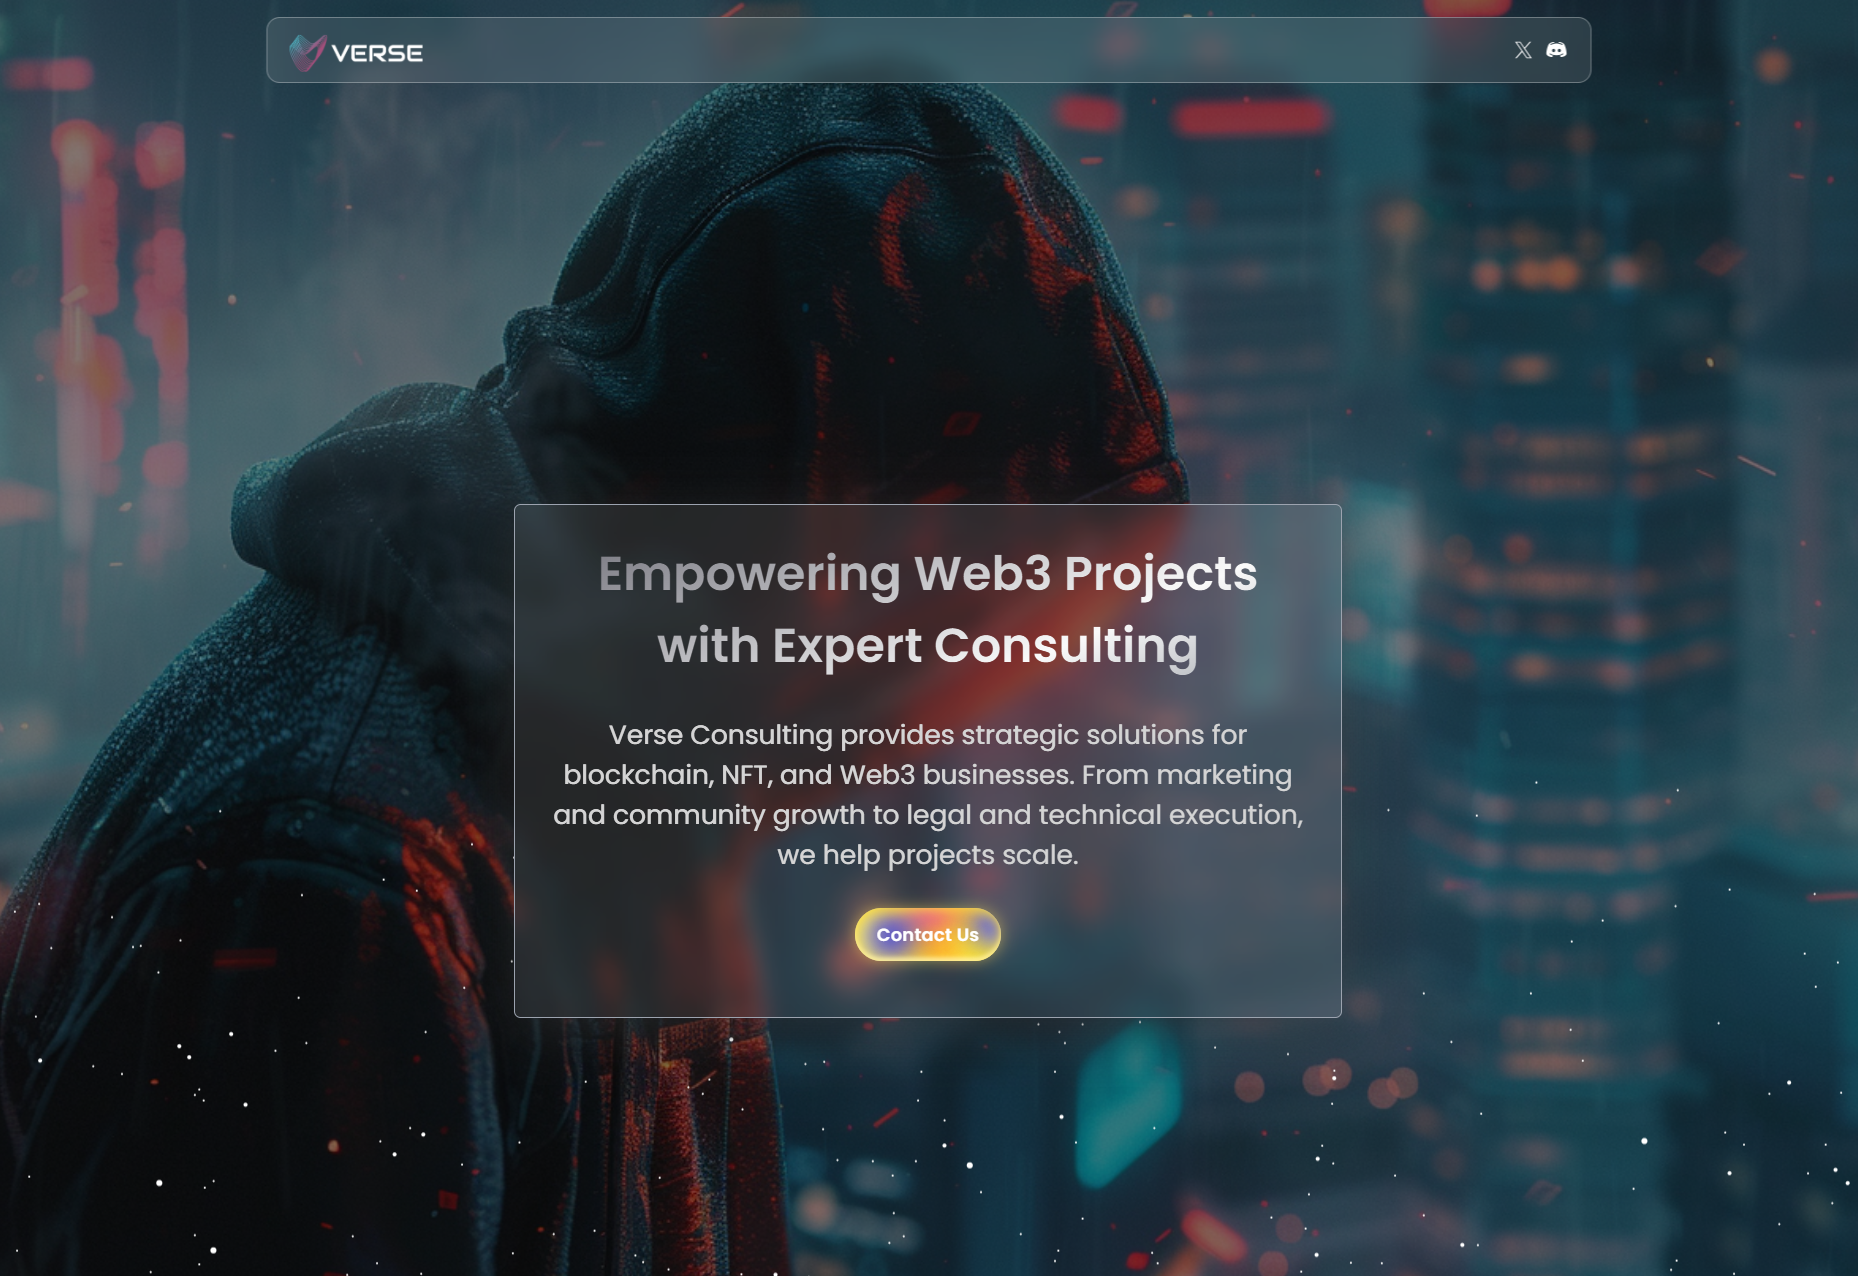 VERSE
Empowering Web3 Projects
with Expert Consulting
Verse Consulting provides strategic solutions for
blockchain, NFT, and Web3 businesses. From marketing
and community growth to legal and technical execution,
we help projects scale.
Contact Us